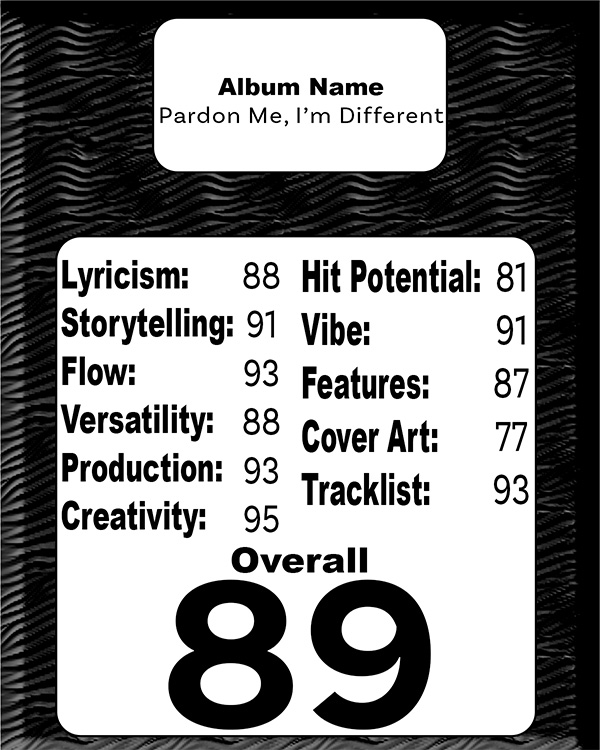 Album Name
Pardon Me, I'm Different
Lyricism: 88
Storytelling: 91
Flow: 93
Versatility: 88
Production: 93
Creativity: 95
Hit Potential: 81
Vibe: 91
Features: 87
Cover Art: 77
Tracklist: 93
Overall
89